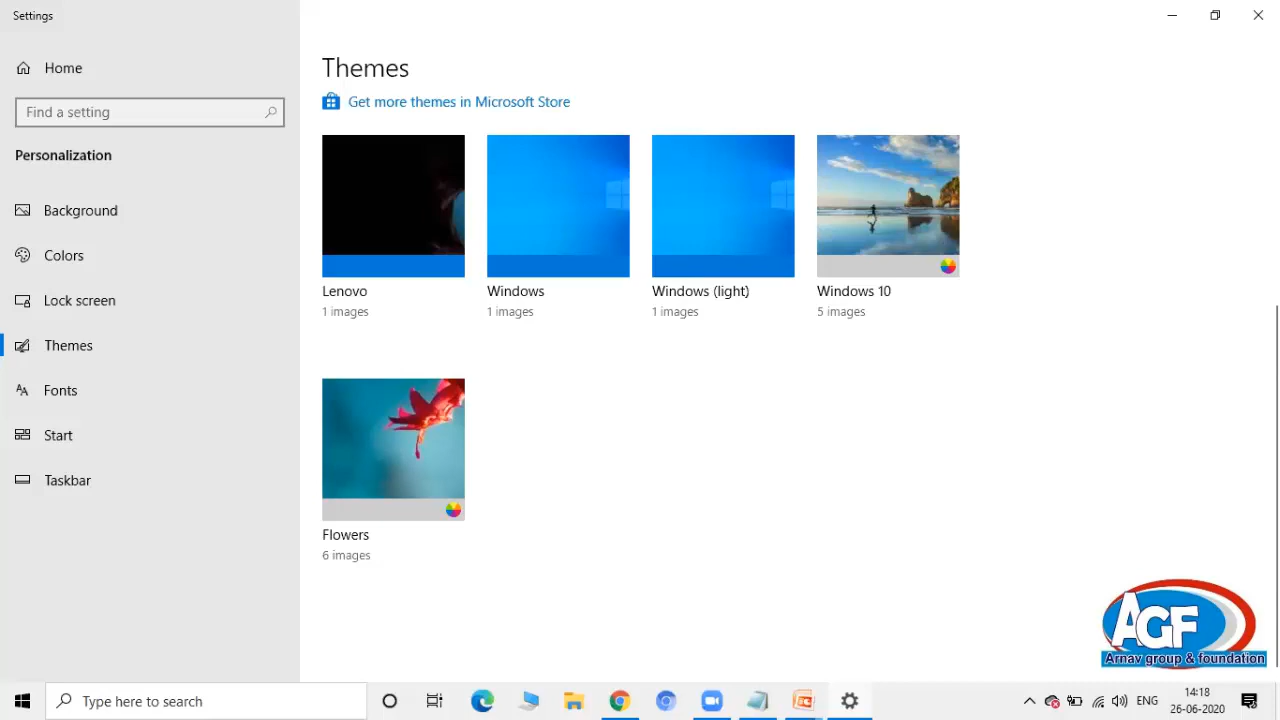 Settings
Home
Find a setting
Personalization
Background
Colors
Lock screen
Themes
Fonts
Start
Taskbar
Themes
Get more themes in Microsoft Store
Lenovo
1 images
Windows
1 images
Windows (light)
1 images
Windows 10
5 images
Flowers
6 images
AGF
Arnav group & foundation
Type here to search
ENG
14:18
26-06-2020